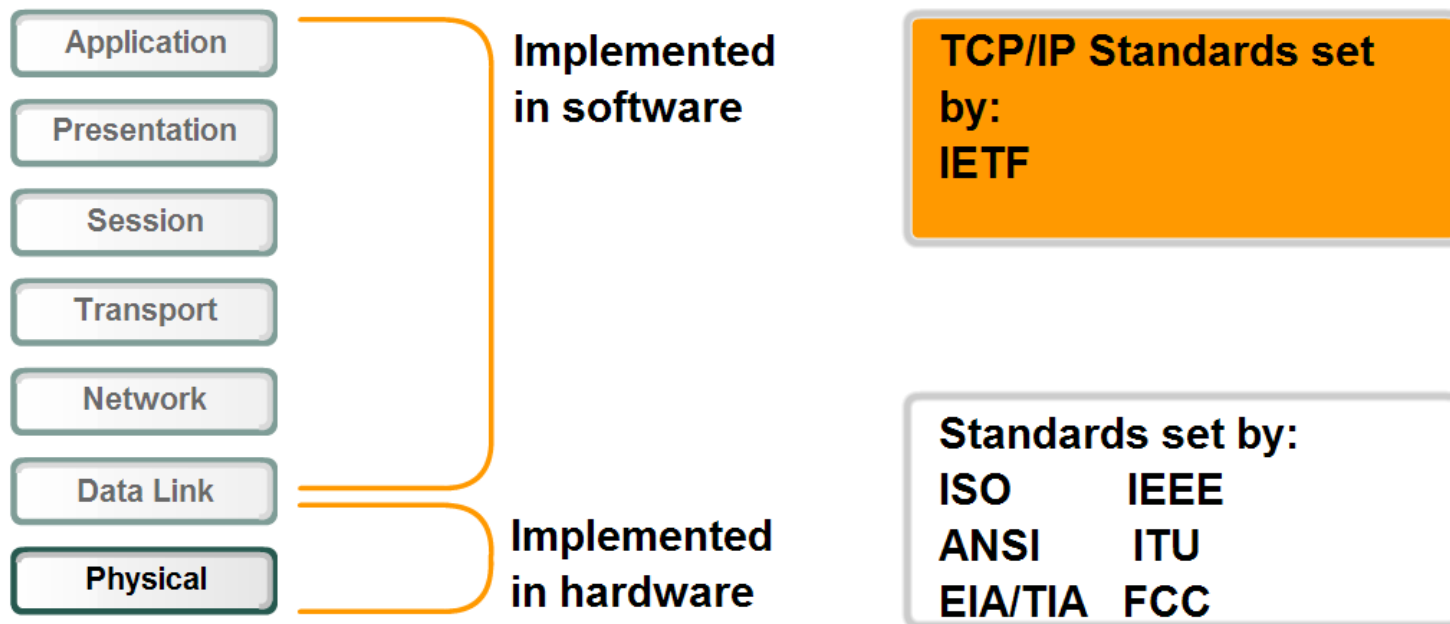 Application
Presentation
Session
Transport
Network
Data Link
Physical
Implemented
in software
Implemented
in hardware
TCP/IP Standards set
by:
IETF
Standards set by:
ISO IEEE
ANSI ITU
EIA/TIA FCC